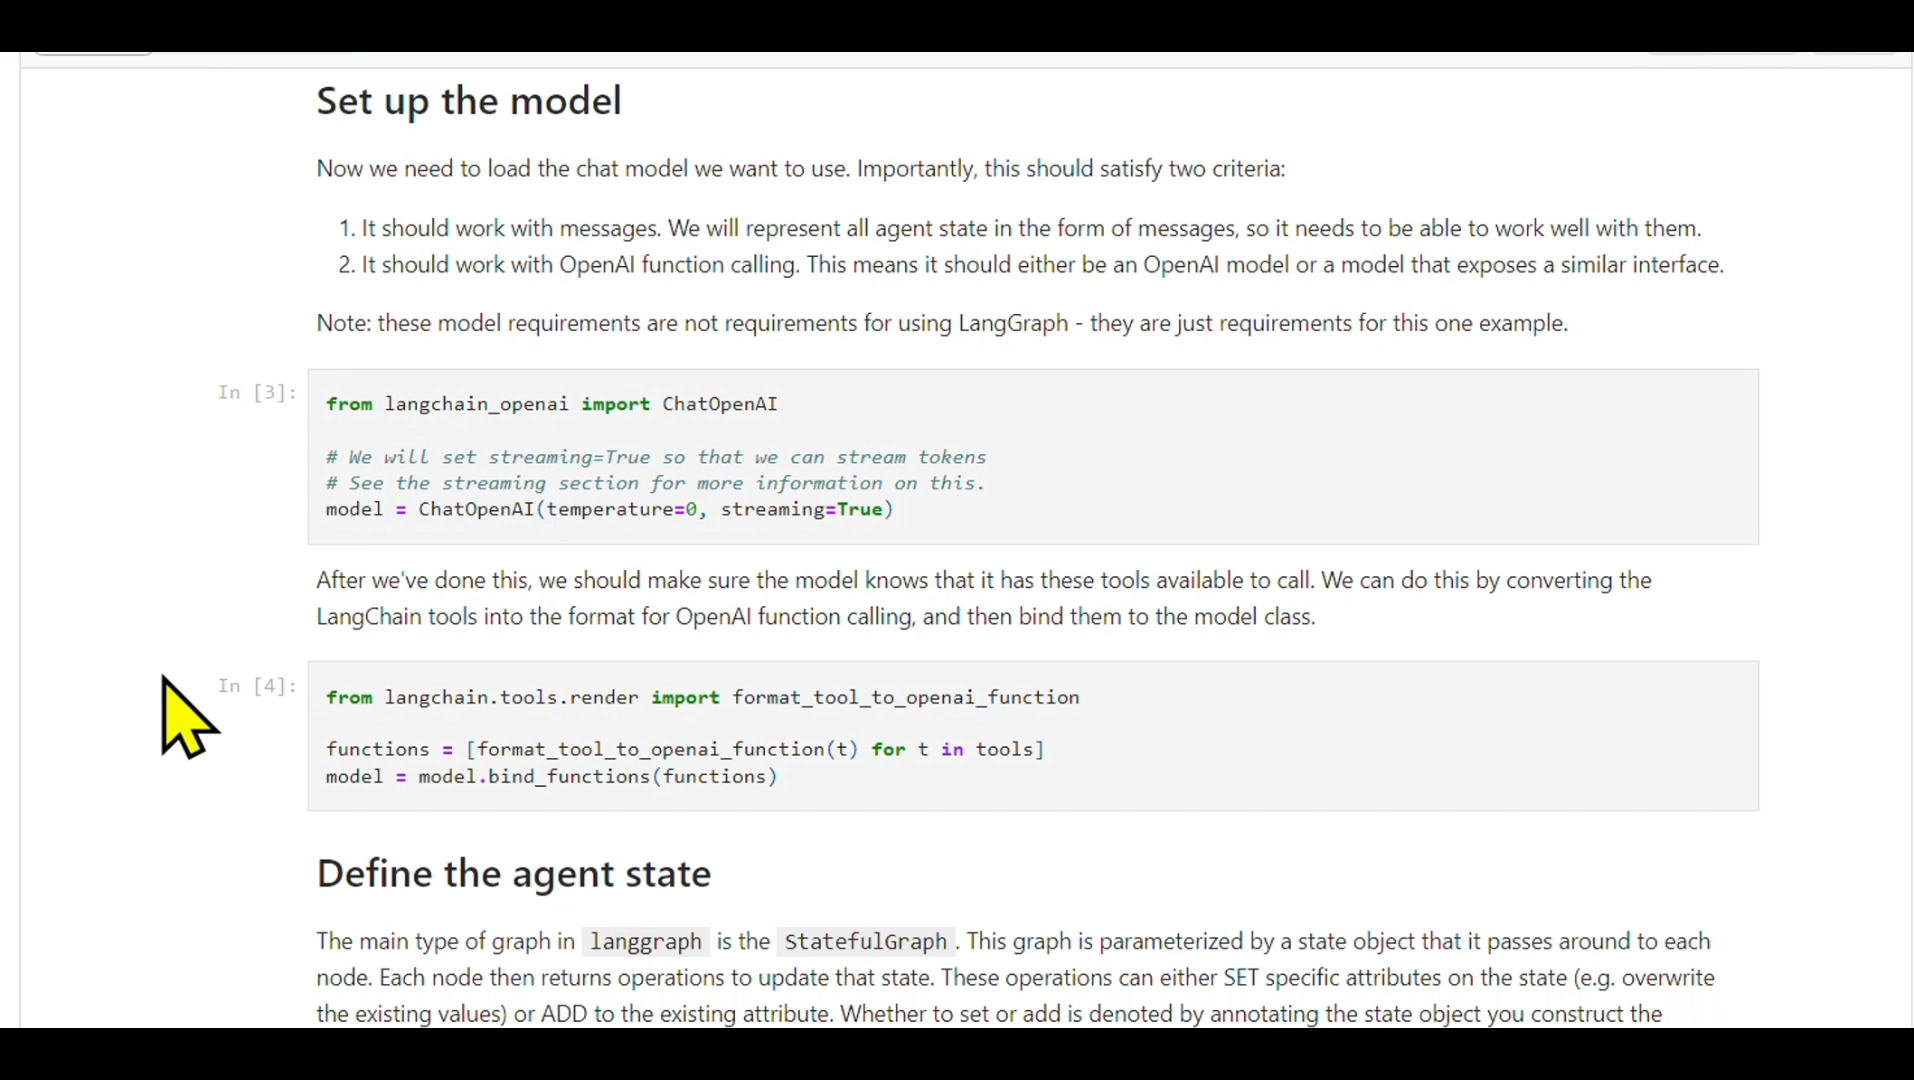 Set up the model
Now we need to load the chat model we want to use. Importantly, this should satisfy two criteria:
1. It should work with messages. We will represent all agent state in the form of messages, so it needs to be able to work well with them.
2. It should work with OpenAI function calling. This means it should either be an OpenAI model or a model that exposes a similar interface.
Note: these model requirements are not requirements for using LangGraph - they are just requirements for this one example.
In [3]:
from langchain_openai import ChatOpenAI
# We will set streaming=True so that we can stream tokens
# See the streaming section for more information on this.
model = ChatOpenAI(temperature=0, streaming=True)
After we've done this, we should make sure the model knows that it has these tools available to call. We can do this by converting the
LangChain tools into the format for OpenAI function calling, and then bind them to the model class.
In [4]:
from langchain.tools.render import format_tool_to_openai_function
functions = [format_tool_to_openai_function(t) for t in tools]
model = model.bind_functions(functions)
Define the agent state
The main type of graph in langgraph is the StatefulGraph. This graph is parameterized by a state object that it passes around to each
node. Each node then returns operations to update that state. These operations can either SET specific attributes on the state (e.g. overwrite
the existing values) or ADD to the existing attribute. Whether to set or add is denoted by annotating the state object you construct the